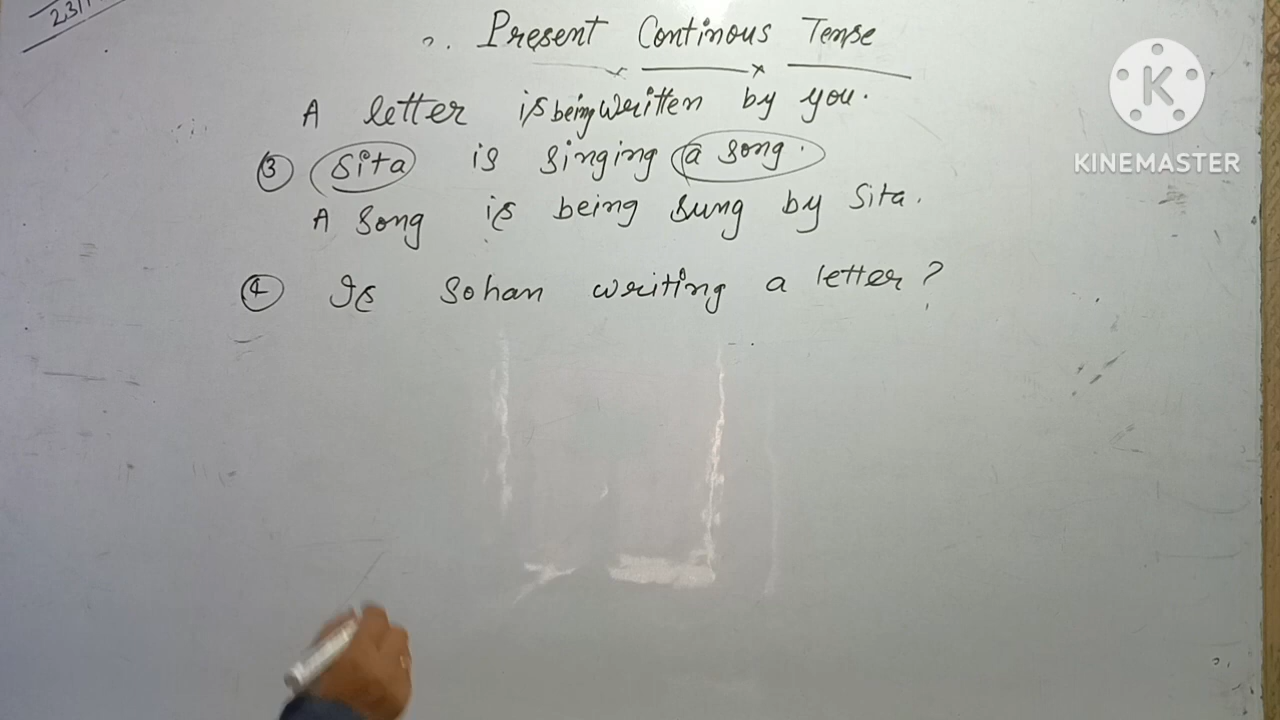 Present Continous Tense
A letter is being written by you.
③ Sita is singing a song.
A song is being sung by Sita.
④ Is Sohan writing a letter?
KINEMASTER